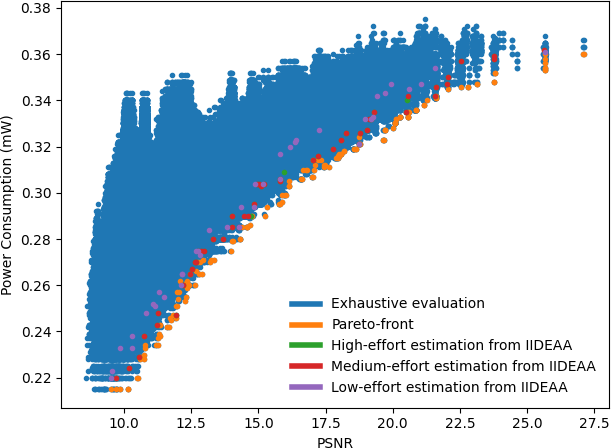 0.38
0.36
0.34
0.32
0.30
0.28
0.26
0.24
0.22
Power Consumption (mW)
Exhaustive evaluation
Pareto-front
High-effort estimation from IIDEAA
Medium-effort estimation from IIDEAA
Low-effort estimation from IIDEAA
10.0 12.5 15.0 17.5 20.0 22.5 25.0 27.5
PSNR